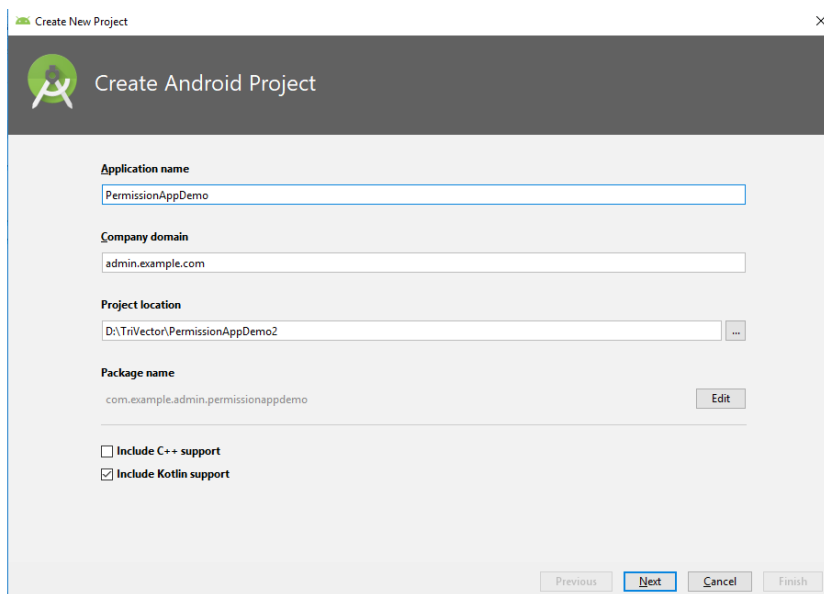 Create New Project
Create Android Project
Application name
PermissionAppDemo
Company domain
admin.example.com
Project location
D:\TriVector\PermissionAppDemo2
...
Package name
com.example.admin.permissionappdemo
Edit
Include C++ support
Include Kotlin support
Previous Next Cancel Finish